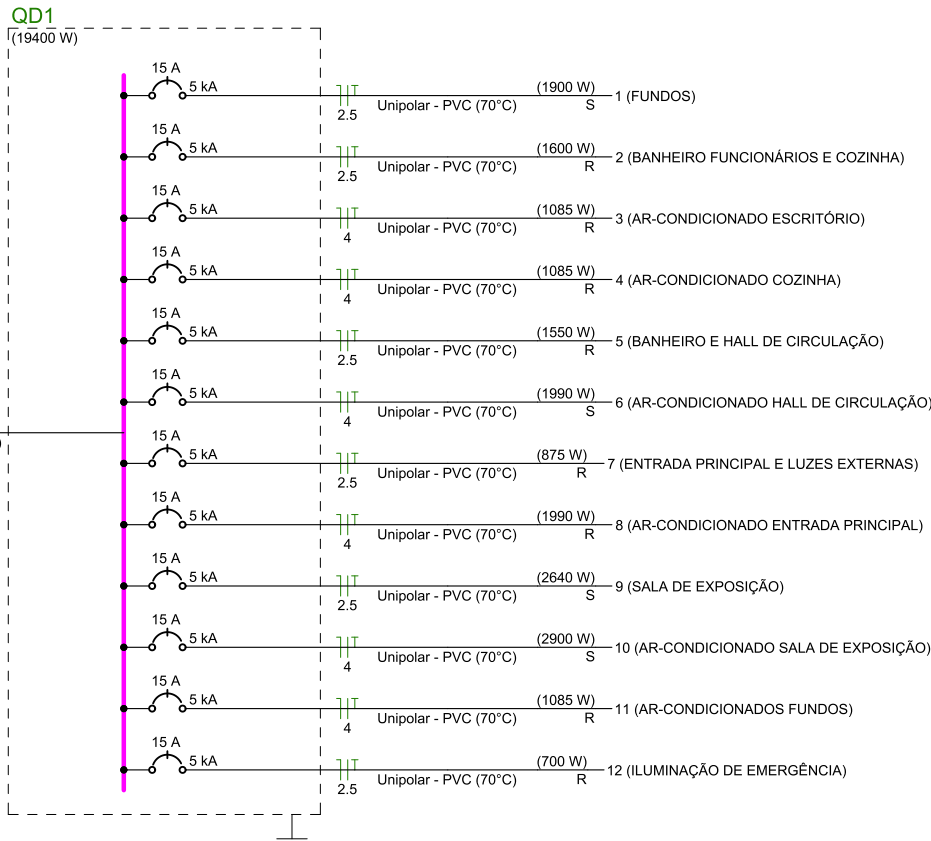 QD1
(19400 W)
15 A
5 kA
2.5
Unipolar - PVC (70°C)
(1900 W)
S
1 (FUNDOS)
15 A
5 kA
2.5
Unipolar - PVC (70°C)
(1600 W)
R
2 (BANHEIRO FUNCIONÁRIOS E COZINHA)
15 A
5 kA
4
Unipolar - PVC (70°C)
(1085 W)
R
3 (AR-CONDICIONADO ESCRITÓRIO)
15 A
5 kA
4
Unipolar - PVC (70°C)
(1085 W)
R
4 (AR-CONDICIONADO COZINHA)
15 A
5 kA
2.5
Unipolar - PVC (70°C)
(1550 W)
R
5 (BANHEIRO E HALL DE CIRCULAÇÃO)
15 A
5 kA
4
Unipolar - PVC (70°C)
(1990 W)
S
6 (AR-CONDICIONADO HALL DE CIRCULAÇÃO)
15 A
5 kA
2.5
Unipolar - PVC (70°C)
(875 W)
R
7 (ENTRADA PRINCIPAL E LUZES EXTERNAS)
15 A
5 kA
4
Unipolar - PVC (70°C)
(1990 W)
R
8 (AR-CONDICIONADO ENTRADA PRINCIPAL)
15 A
5 kA
2.5
Unipolar - PVC (70°C)
(2640 W)
S
9 (SALA DE EXPOSIÇÃO)
15 A
5 kA
4
Unipolar - PVC (70°C)
(2900 W)
S
10 (AR-CONDICIONADO SALA DE EXPOSIÇÃO)
15 A
5 kA
4
Unipolar - PVC (70°C)
(1085 W)
R
11 (AR-CONDICIONADOS FUNDOS)
15 A
5 kA
2.5
Unipolar - PVC (70°C)
(700 W)
R
12 (ILUMINAÇÃO DE EMERGÊNCIA)